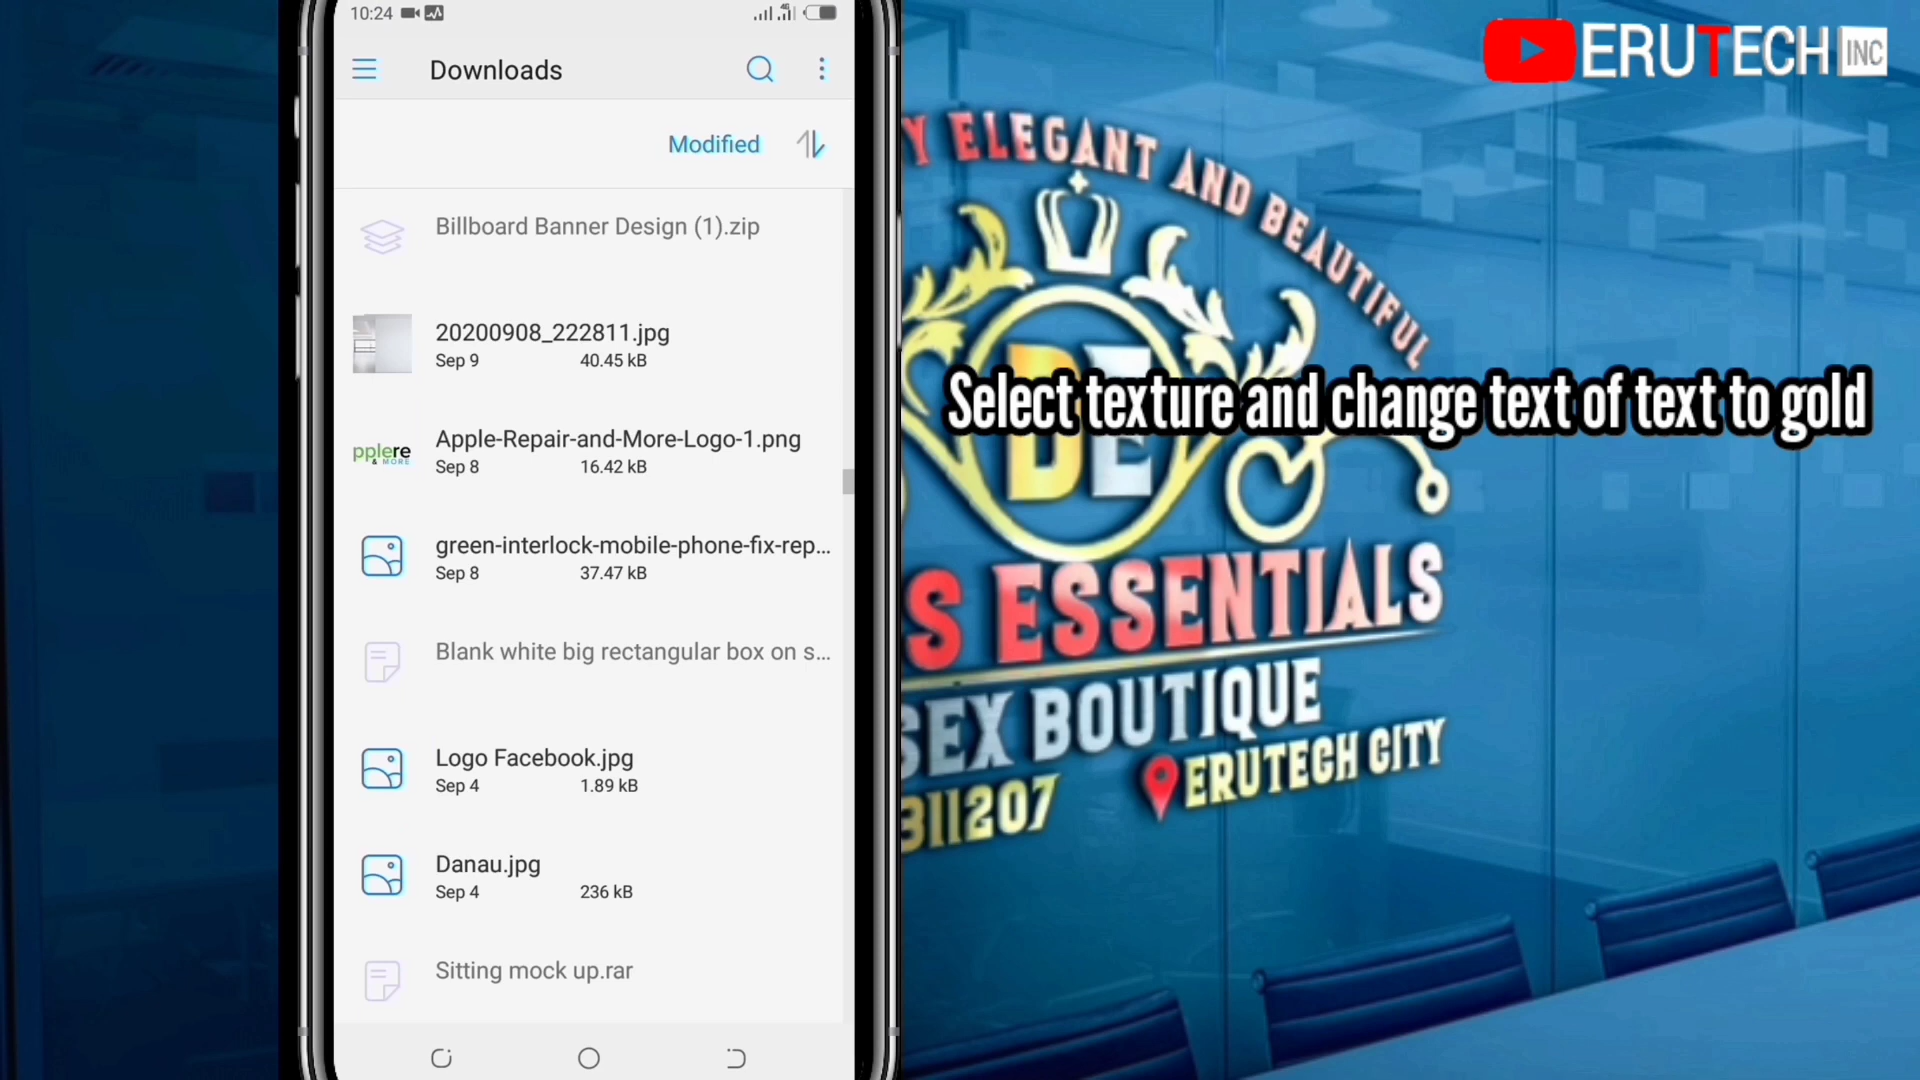 10:24
Downloads
Modified
Billboard Banner Design (1).zip
20200908_222811.jpg
Sep 9 40.45 kB
Apple-Repair-and-More-Logo-1.png
Sep 8 16.42 kB
pplere
& MORE
green-interlock-mobile-phone-fix-rep...
Sep 8 37.47 kB
Blank white big rectangular box on s...
Logo Facebook.jpg
Sep 4 1.89 kB
Danau.jpg
Sep 4 236 kB
Sitting mock up.rar
ERUTECH INC
Y ELEGANT AND BEAUTIFUL
BE
Select texture and change text of text to gold
S ESSENTIALS
SEX BOUTIQUE
311207
ERUTECH CITY